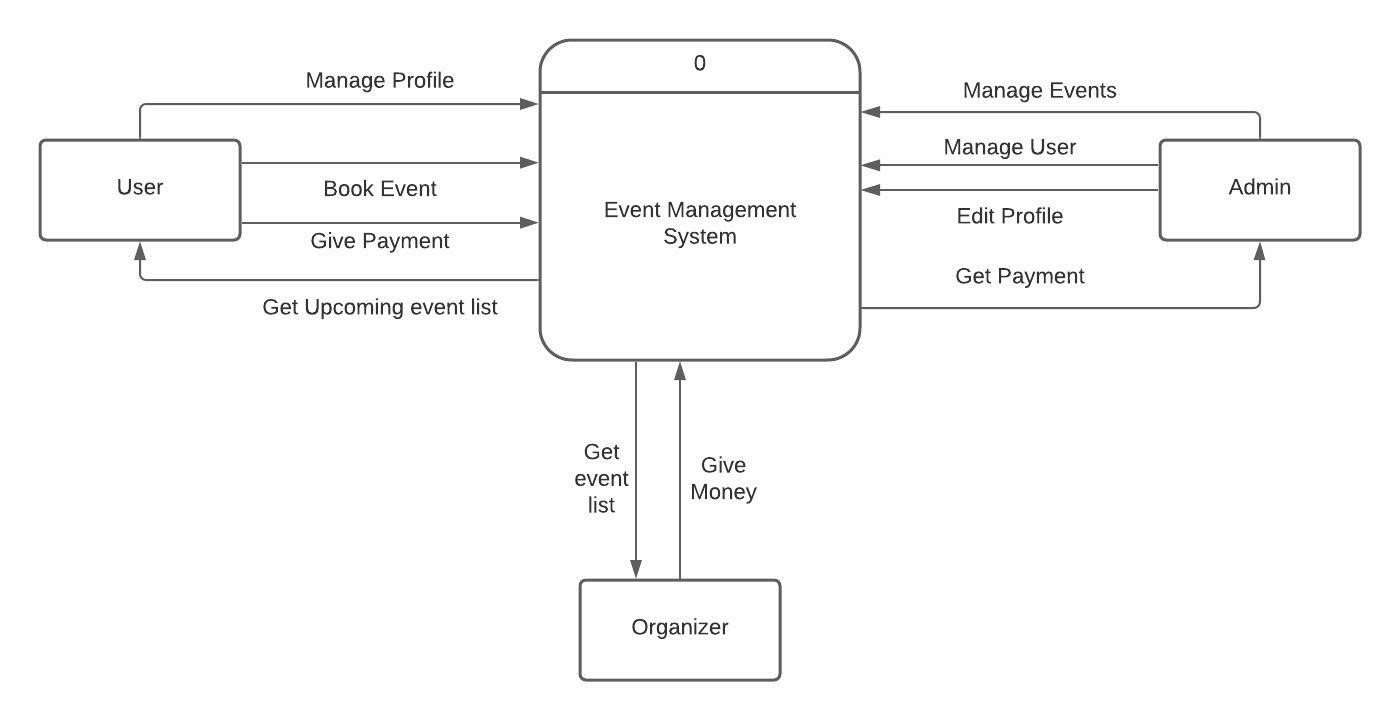 0
Manage Profile
Manage Events
Manage User
User
Book Event
Event Management
System
Admin
Edit Profile
Give Payment
Get Payment
Get Upcoming event list
Get
event
list
Give
Money
Organizer